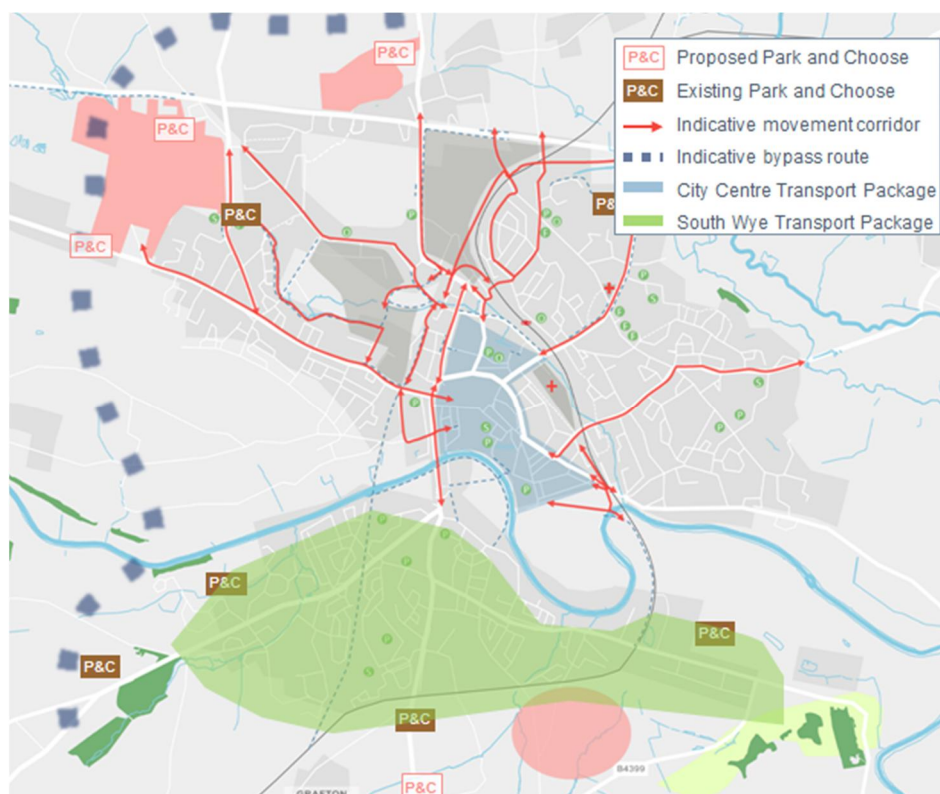 P&C Proposed Park and Choose
P&C Existing Park and Choose
Indicative movement corridor
Indicative bypass route
City Centre Transport Package
South Wye Transport Package
P&C
P&C
P&C
P&C
P&C
P&C
P&C
P&C
B4399
P&C
GRAFTON